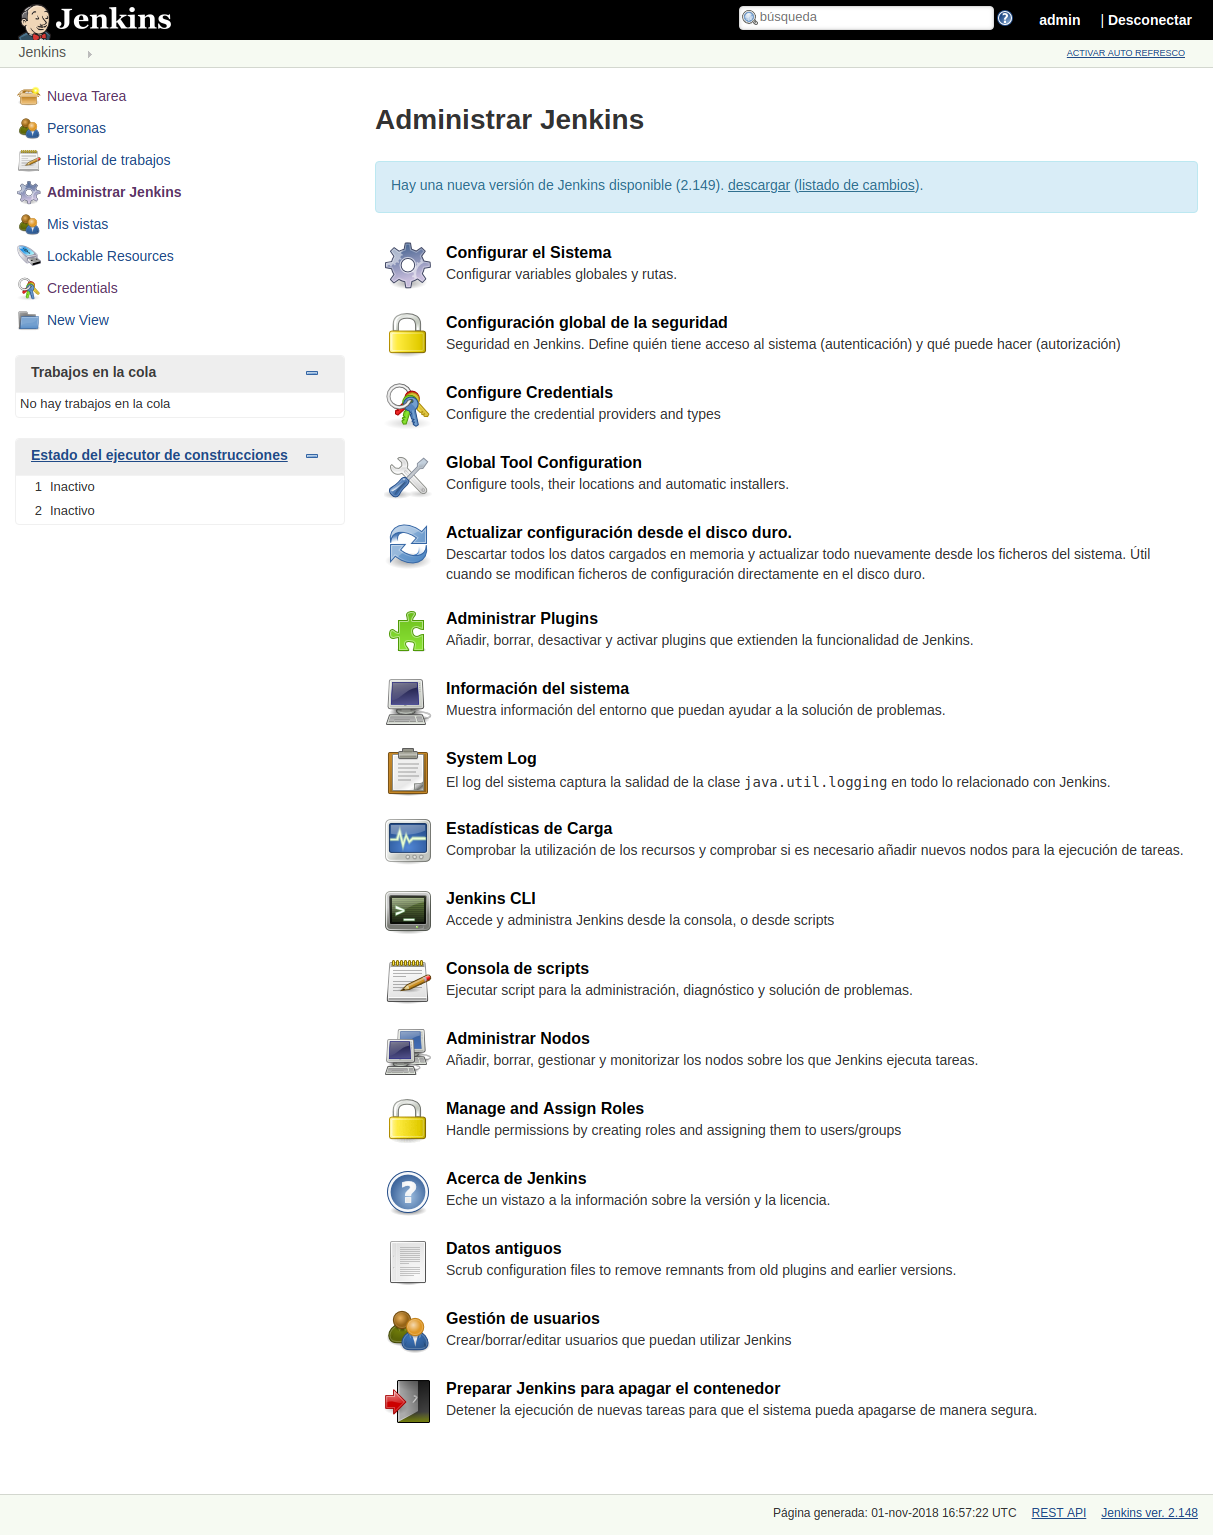 Jenkins
búsqueda
admin
| Desconectar
Jenkins
ACTIVAR AUTO REFRESCO
Nueva Tarea
Personas
Historial de trabajos
Administrar Jenkins
Mis vistas
Lockable Resources
Credentials
New View
Trabajos en la cola
No hay trabajos en la cola
Estado del ejecutor de construcciones
1 Inactivo
2 Inactivo
Administrar Jenkins
Hay una nueva versión de Jenkins disponible (2.149). descargar (listado de cambios).
Configurar el Sistema
Configurar variables globales y rutas.
Configuración global de la seguridad
Seguridad en Jenkins. Define quién tiene acceso al sistema (autenticación) y qué puede hacer (autorización)
Configure Credentials
Configure the credential providers and types
Global Tool Configuration
Configure tools, their locations and automatic installers.
Actualizar configuración desde el disco duro.
Descartar todos los datos cargados en memoria y actualizar todo nuevamente desde los ficheros del sistema. Útil
cuando se modifican ficheros de configuración directamente en el disco duro.
Administrar Plugins
Añadir, borrar, desactivar y activar plugins que extienden la funcionalidad de Jenkins.
Información del sistema
Muestra información del entorno que puedan ayudar a la solución de problemas.
System Log
El log del sistema captura la salidad de la clase java.util.logging en todo lo relacionado con Jenkins.
Estadísticas de Carga
Comprobar la utilización de los recursos y comprobar si es necesario añadir nuevos nodos para la ejecución de tareas.
Jenkins CLI
Accede y administra Jenkins desde la consola, o desde scripts
Consola de scripts
Ejecutar script para la administración, diagnóstico y solución de problemas.
Administrar Nodos
Añadir, borrar, gestionar y monitorizar los nodos sobre los que Jenkins ejecuta tareas.
Manage and Assign Roles
Handle permissions by creating roles and assigning them to users/groups
Acerca de Jenkins
Eche un vistazo a la información sobre la versión y la licencia.
Datos antiguos
Scrub configuration files to remove remnants from old plugins and earlier versions.
Gestión de usuarios
Crear/borrar/editar usuarios que puedan utilizar Jenkins
Preparar Jenkins para apagar el contenedor
Detener la ejecución de nuevas tareas para que el sistema pueda apagarse de manera segura.
Página generada: 01-nov-2018 16:57:22 UTC
REST API
Jenkins ver. 2.148